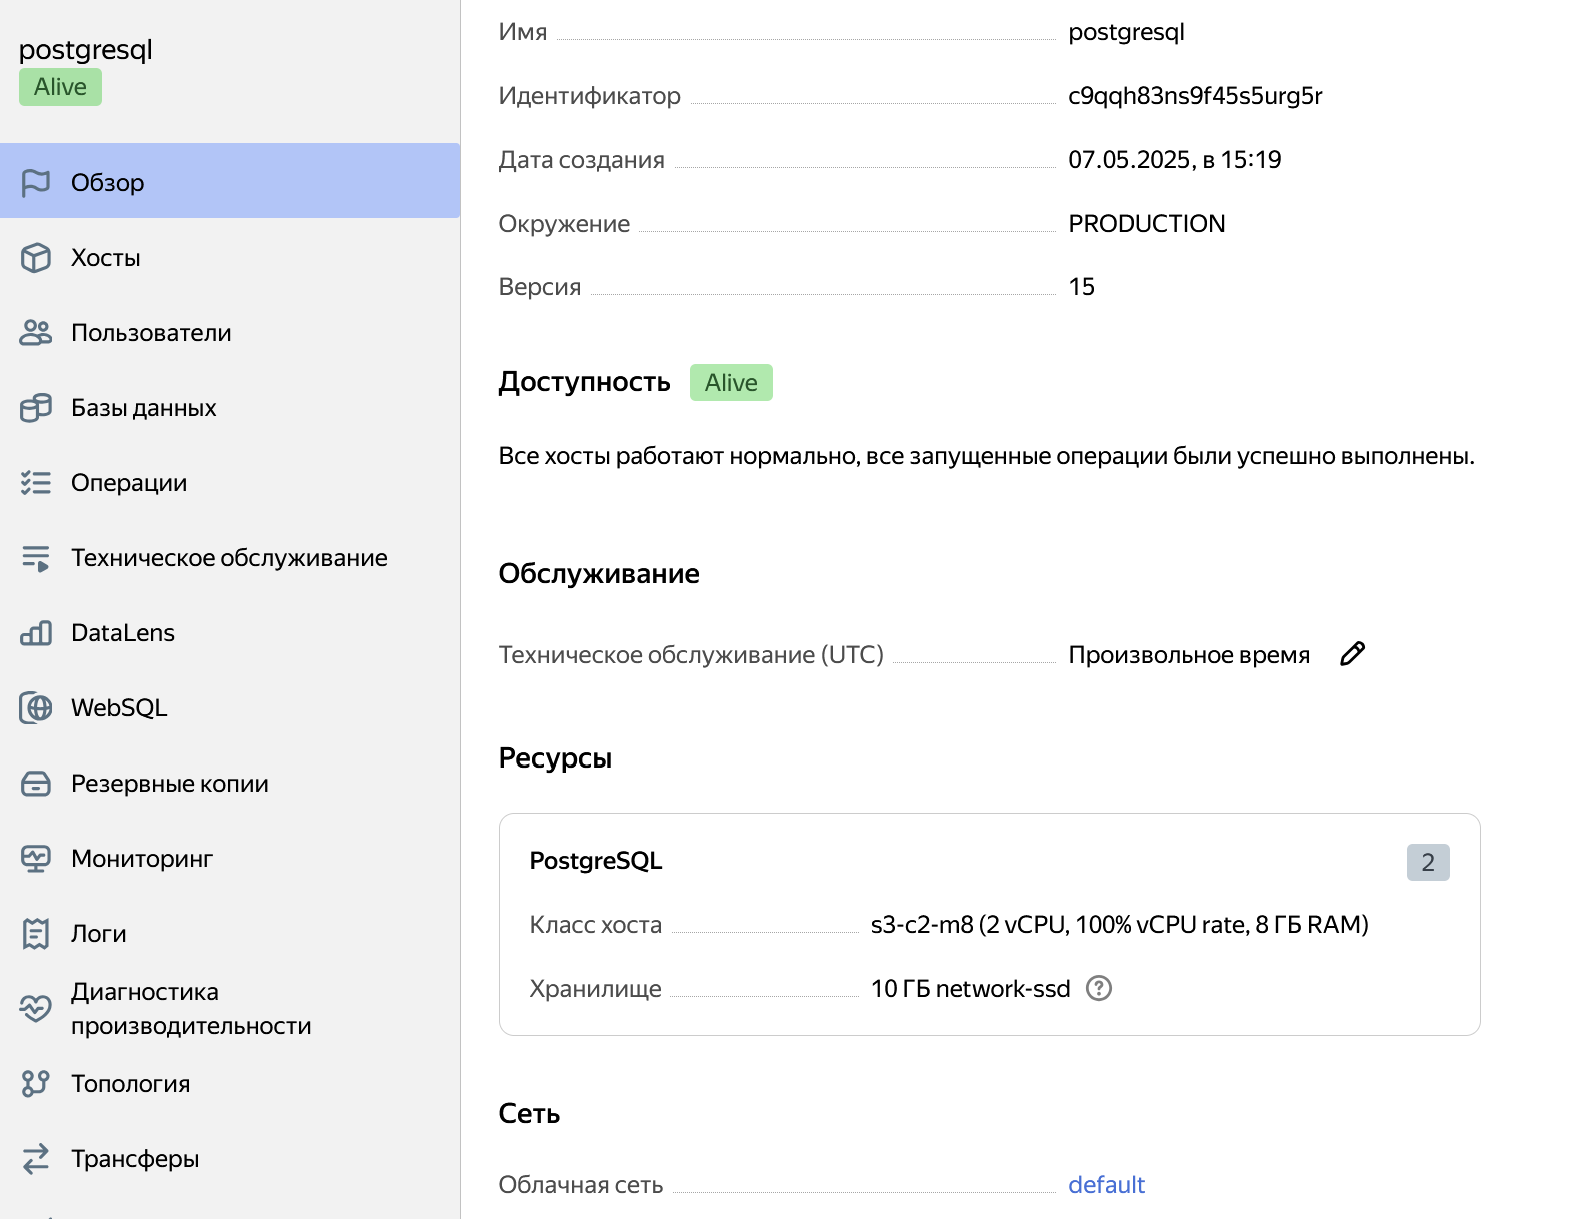 postgresql
Alive
Обзор
Хосты
Пользователи
Базы данных
Операции
Техническое обслуживание
DataLens
WebSQL
Резервные копии
Мониторинг
Логи
Диагностика
производительности
Топология
Трансферы
Имя postgresql
Идентификатор c9qqh83ns9f45s5urg5r
Дата создания 07.05.2025, в 15:19
Окружение PRODUCTION
Версия 15
Доступность Alive
Все хосты работают нормально, все запущенные операции были успешно выполнены.
Обслуживание
Техническое обслуживание (UTC) Произвольное время
Ресурсы
PostgreSQL 2
Класс хоста s3-c2-m8 (2 vCPU, 100% vCPU rate, 8 ГБ RAM)
Хранилище 10 ГБ network-ssd
Сеть
Облачная сеть default